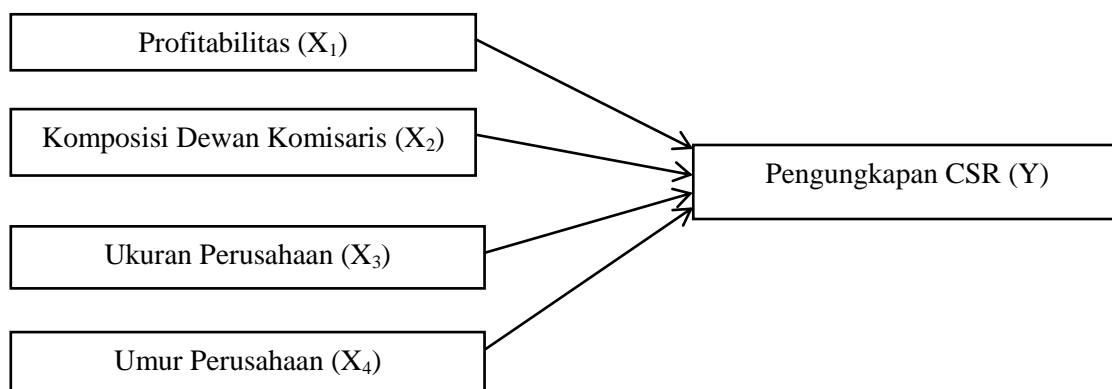 Profitabilitas (X₁)
Komposisi Dewan Komisaris (X₂)
Pengungkapan CSR (Y)
Ukuran Perusahaan (X₃)
Umur Perusahaan (X₄)